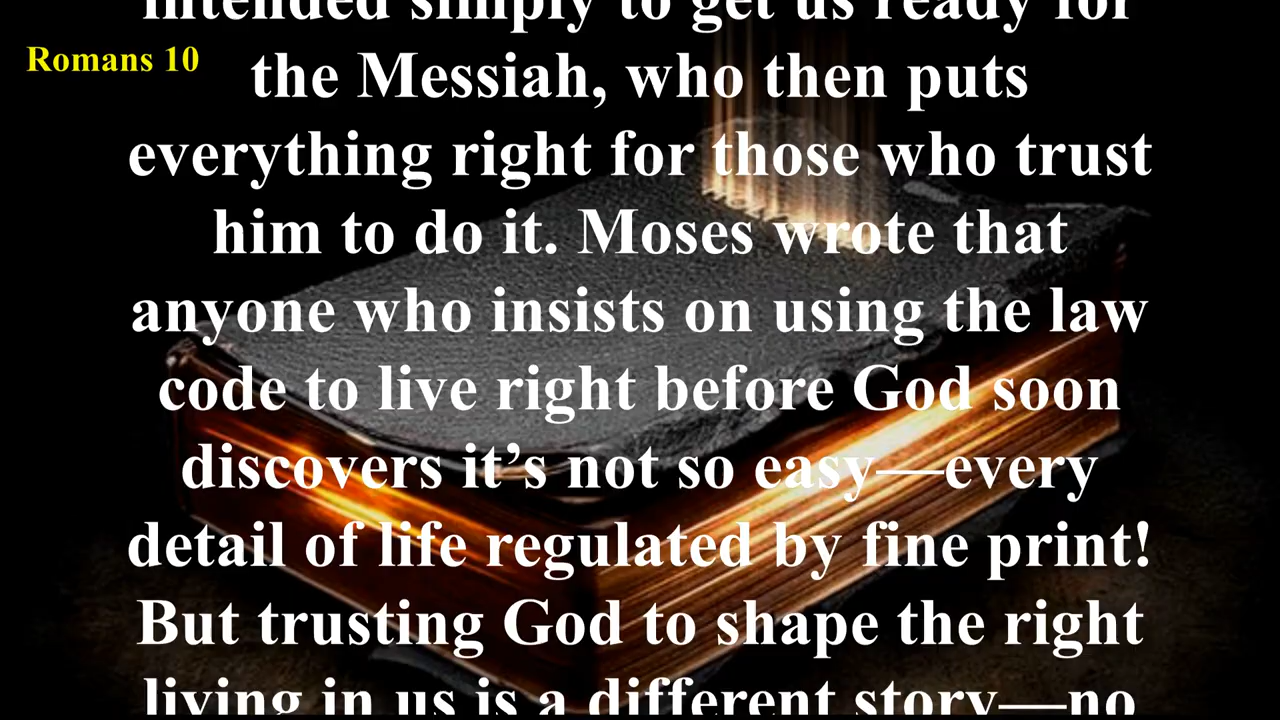 intended simply to get us ready for
Romans 10
the Messiah, who then puts
everything right for those who trust
him to do it. Moses wrote that
anyone who insists on using the law
code to live right before God soon
discovers it’s not so easy—every
detail of life regulated by fine print!
But trusting God to shape the right
living in us is a different story—no